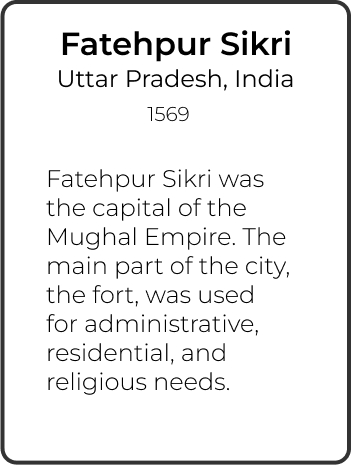 Fatehpur Sikri
Uttar Pradesh, India
1569
Fatehpur Sikri was
the capital of the
Mughal Empire. The
main part of the city,
the fort, was used
for administrative,
residential, and
religious needs.